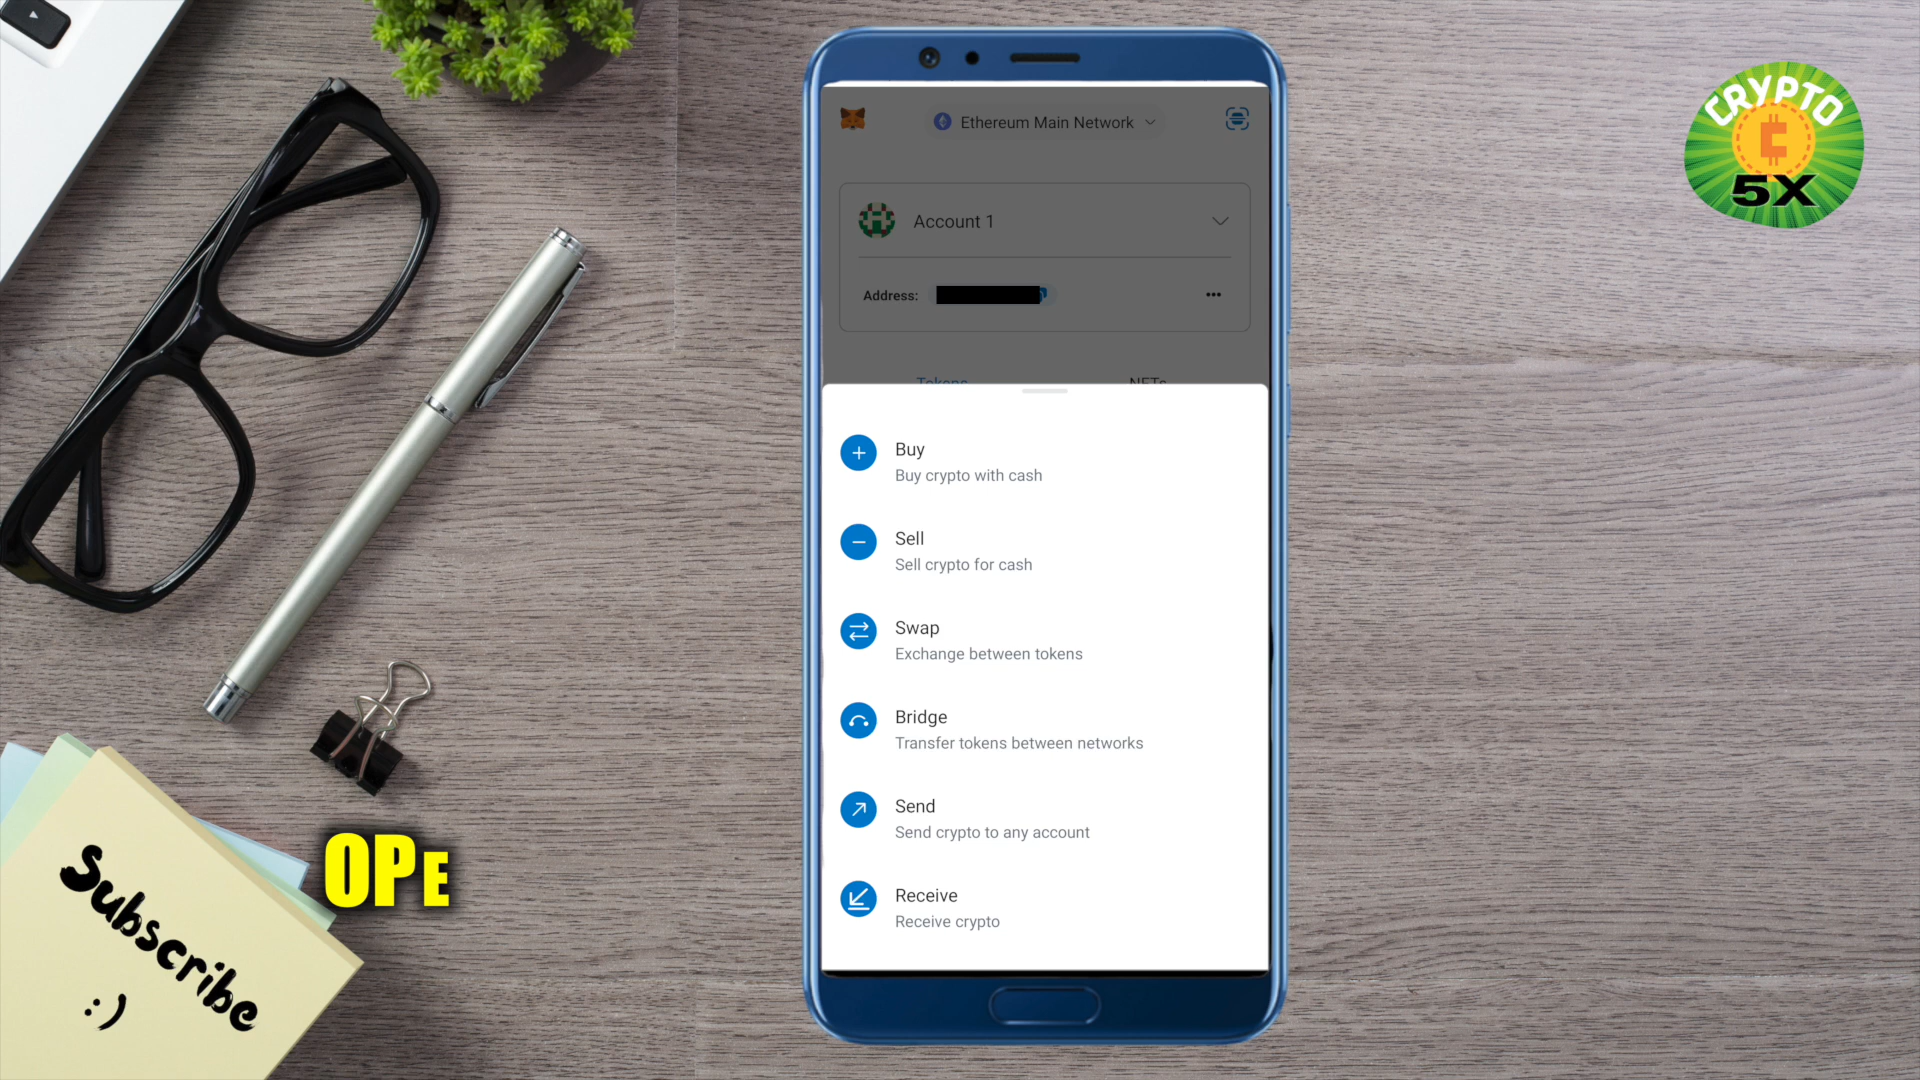 CRYPTO
5X
Ethereum Main Network
Account 1
Address:
Tokens
NFTs
Buy
Buy crypto with cash
Sell
Sell crypto for cash
Swap
Exchange between tokens
Bridge
Transfer tokens between networks
Send
Send crypto to any account
Receive
Receive crypto
OPE
Subscribe
:)